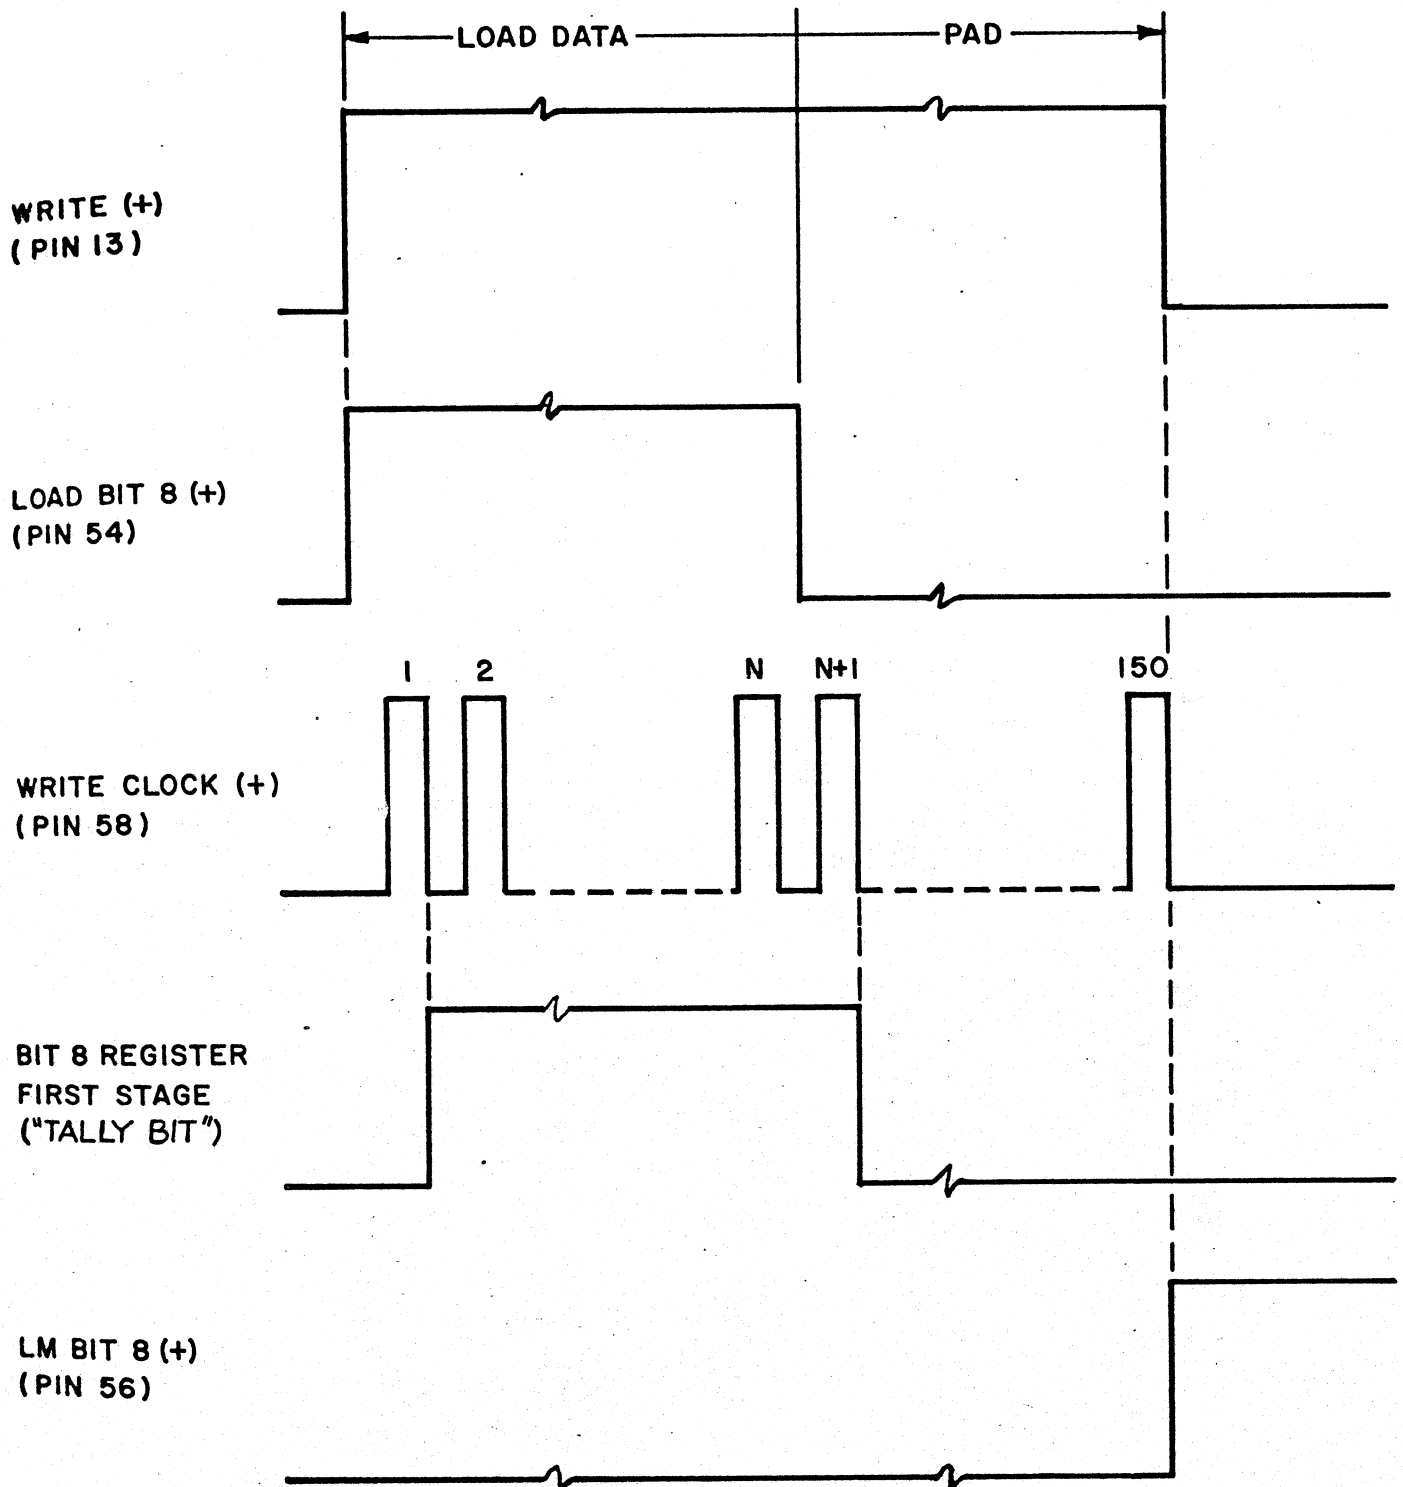 LOAD DATA
PAD
WRITE (+)
(PIN 13)
LOAD BIT 8 (+)
(PIN 54)
1 2 N N+1 150
WRITE CLOCK (+)
(PIN 58)
BIT 8 REGISTER
FIRST STAGE
("TALLY BIT")
LM BIT 8 (+)
(PIN 56)